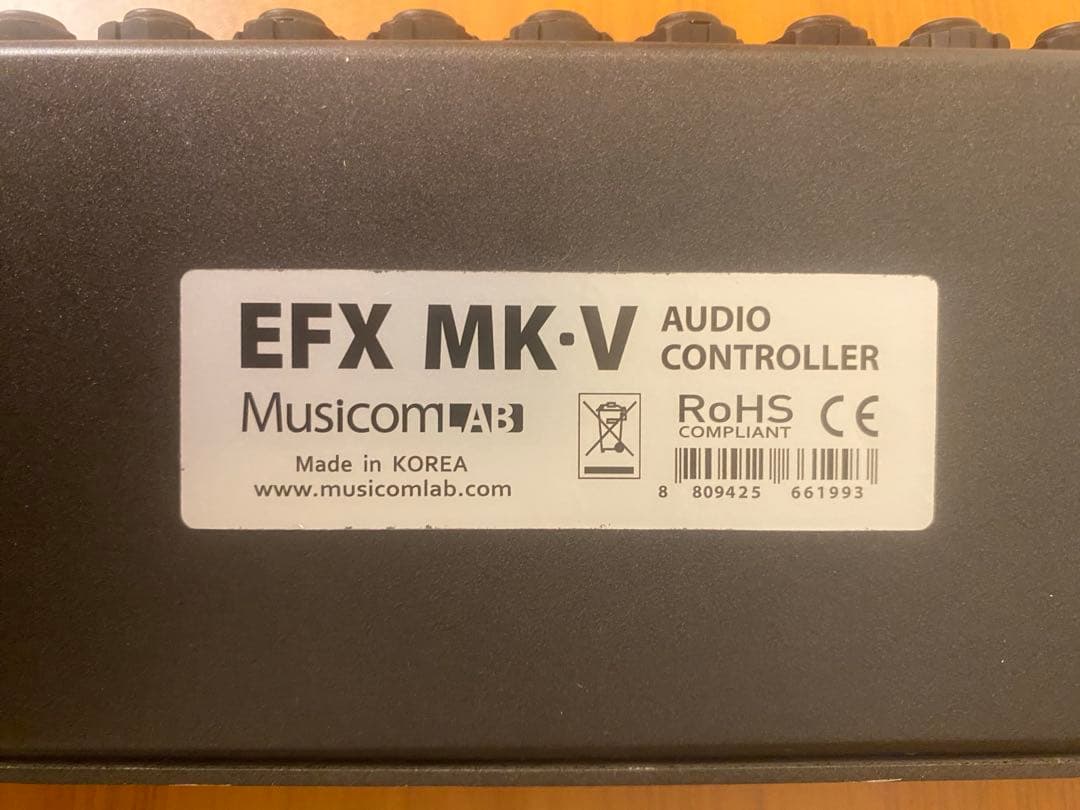 EFX MK·V
AUDIO
CONTROLLER
MusicomLAB
Made in KOREA
www.musicomlab.com
RoHS
COMPLIANT
CE
8 809425 661993